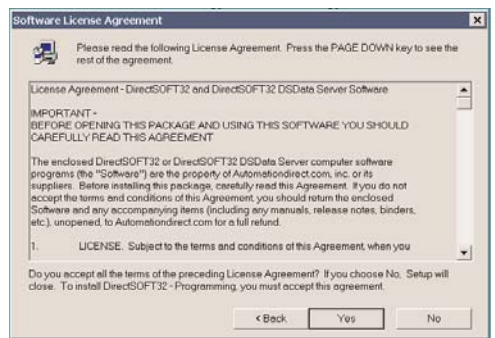 Software License Agreement
Please read the following License Agreement. Press the PAGE DOWN key to see the
rest of the agreement.
License Agreement - DirectSOFT32 and DirectSOFT32 DSData Server Software
IMPORTANT -
BEFORE OPENING THIS PACKAGE AND USING THIS SOFTWARE YOU SHOULD
CAREFULLY READ THIS AGREEMENT
The enclosed DirectSOFT32 or DirectSOFT32 DSData Server computer software
programs (the "Software") are the property of Automationdirect.com, inc. or its
suppliers. Before installing this package, carefully read this Agreement. If you do not
accept the terms and conditions of this Agreement, you should return the enclosed
Software and any accompanying items (including any manuals, release notes, binders,
etc.), unopened, to Automationdirect.com for a full refund.
1. LICENSE. Subject to the terms and conditions of this Agreement, when you
Do you accept all the terms of the preceding License Agreement? If you choose No, Setup will
close. To install DirectSOFT32 - Programming, you must accept this agreement.
< Back Yes No